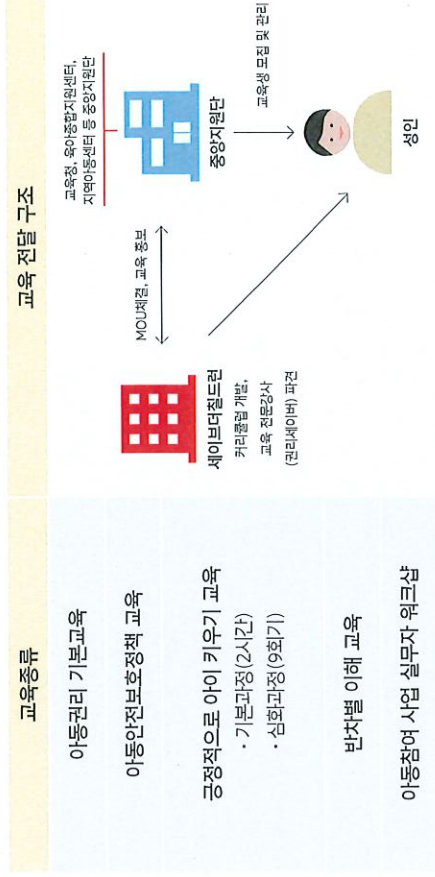 교육종류
아동권리 기본교육
아동안전보호정책 교육
긍정적으로 아이 키우기 교육
· 기본과정(2시간)
· 심화과정(9회기)
반차별 이해 교육
아동참여 사업 실무자 워크샵
교육 전달 구조
교육청, 육아종합지원센터,
지역아동센터 등 중앙지원단
MOU체결, 교육 홍보
세이브더칠드런
커리큘럼 개발,
교육 전문강사
(권리세이버) 파견
중앙지원단
교육생 모집 및 관리
성인